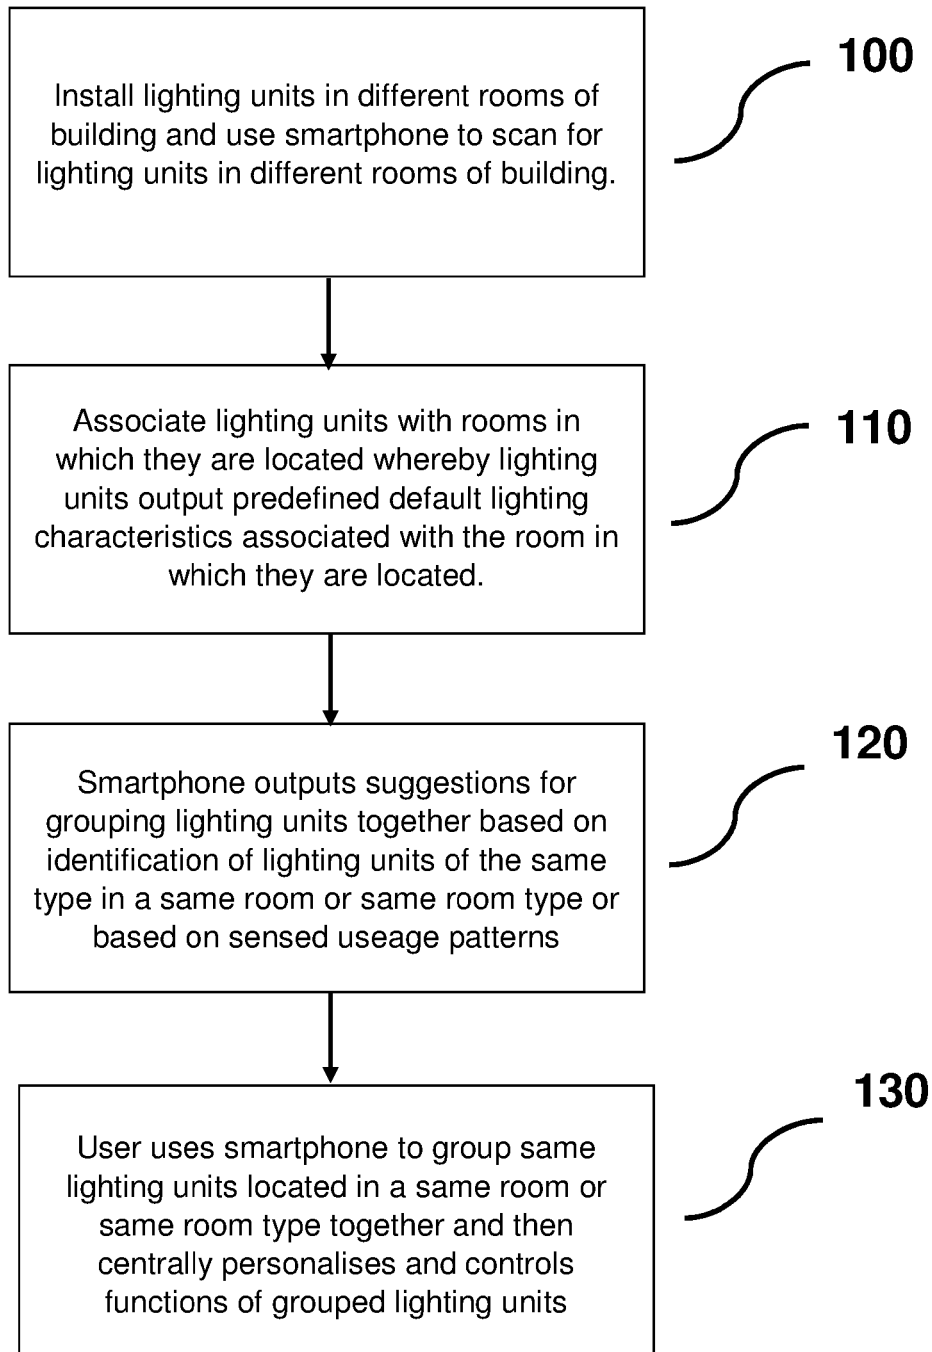 Install lighting units in different rooms of
building and use smartphone to scan for
lighting units in different rooms of building.
100
Associate lighting units with rooms in
which they are located whereby lighting
units output predefined default lighting
characteristics associated with the room in
which they are located.
110
Smartphone outputs suggestions for
grouping lighting units together based on
identification of lighting units of the same
type in a same room or same room type or
based on sensed useage patterns
120
User uses smartphone to group same
lighting units located in a same room or
same room type together and then
centrally personalises and controls
functions of grouped lighting units
130